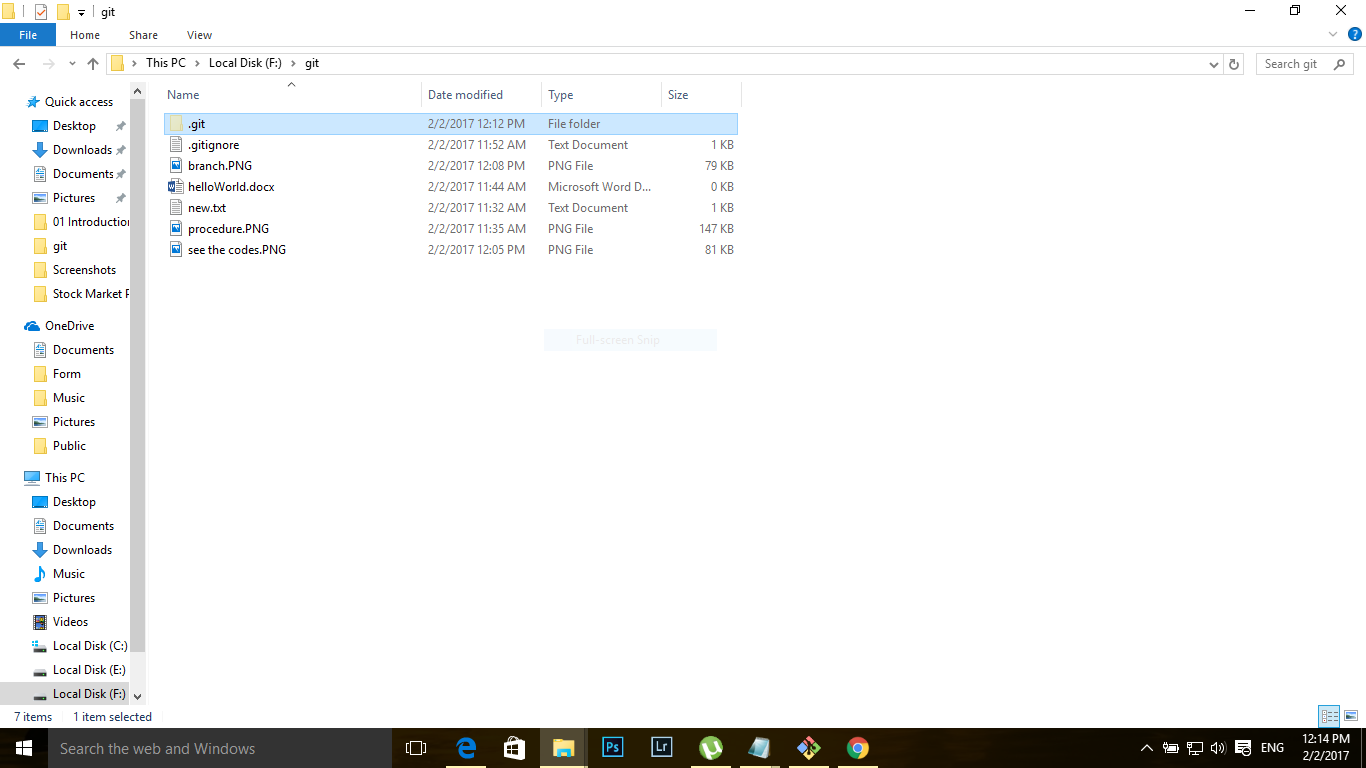 git
File Home Share View
This PC Local Disk (F:) git Search git
Name Date modified Type Size
.git 2/2/2017 12:12 PM File folder
.gitignore 2/2/2017 11:52 AM Text Document 1 KB
branch.PNG 2/2/2017 12:08 PM PNG File 79 KB
helloWorld.docx 2/2/2017 11:44 AM Microsoft Word D... 0 KB
new.txt 2/2/2017 11:32 AM Text Document 1 KB
procedure.PNG 2/2/2017 11:35 AM PNG File 147 KB
see the codes.PNG 2/2/2017 12:05 PM PNG File 81 KB
Full-screen Snip
Quick access
Desktop
Downloads
Documents
Pictures
01 Introduction
git
Screenshots
Stock Market P
OneDrive
Documents
Form
Music
Pictures
Public
This PC
Desktop
Documents
Downloads
Music
Pictures
Videos
Local Disk (C:)
Local Disk (E:)
Local Disk (F:)
7 items 1 item selected
Search the web and Windows Ps Lr ENG 12:14 PM
2/2/2017